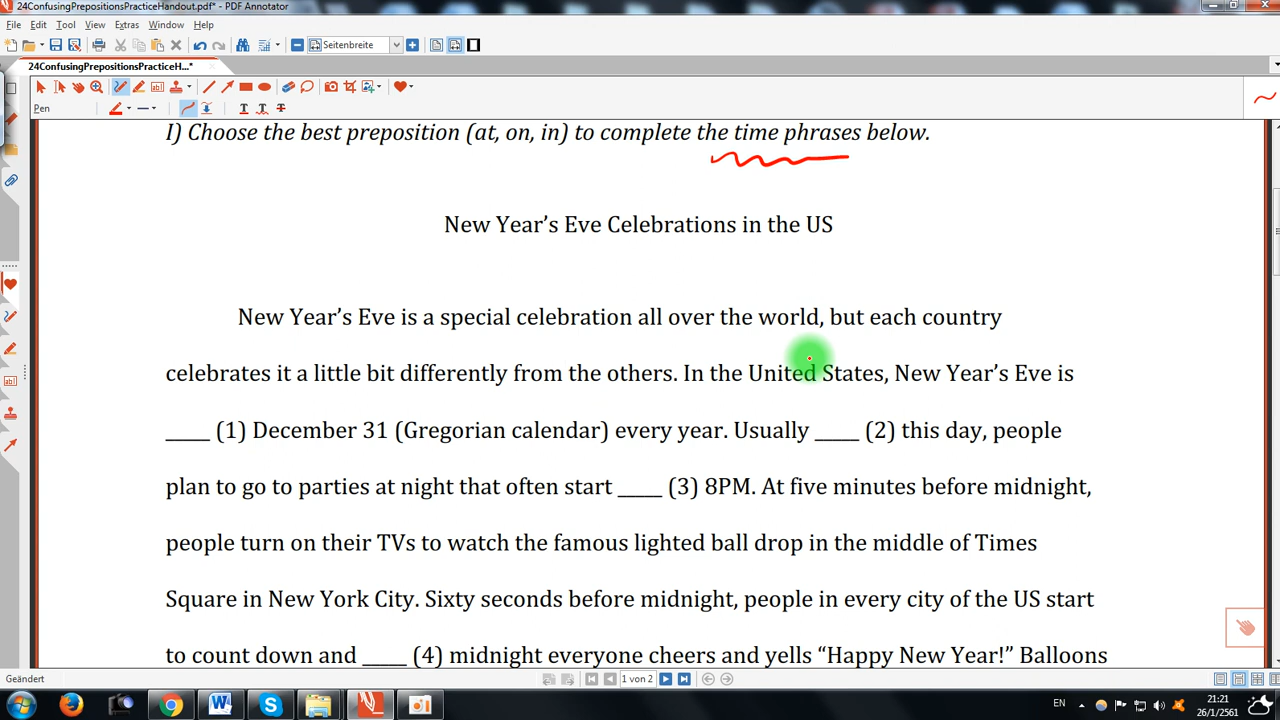 24ConfusingPrepositionsPracticeHandout.pdf* - PDF Annotator
File Edit Tool View Extras Window Help
Seitenbreite
24ConfusingPrepositionsPracticeH...*
Pen
I) Choose the best preposition (at, on, in) to complete the time phrases below.
New Year’s Eve Celebrations in the US
New Year’s Eve is a special celebration all over the world, but each country
celebrates it a little bit differently from the others. In the United States, New Year’s Eve is
_____ (1) December 31 (Gregorian calendar) every year. Usually _____ (2) this day, people
plan to go to parties at night that often start _____ (3) 8PM. At five minutes before midnight,
people turn on their TVs to watch the famous lighted ball drop in the middle of Times
Square in New York City. Sixty seconds before midnight, people in every city of the US start
to count down and _____ (4) midnight everyone cheers and yells “Happy New Year!” Balloons
Geändert
1 von 2
EN
21:21
26/1/2561